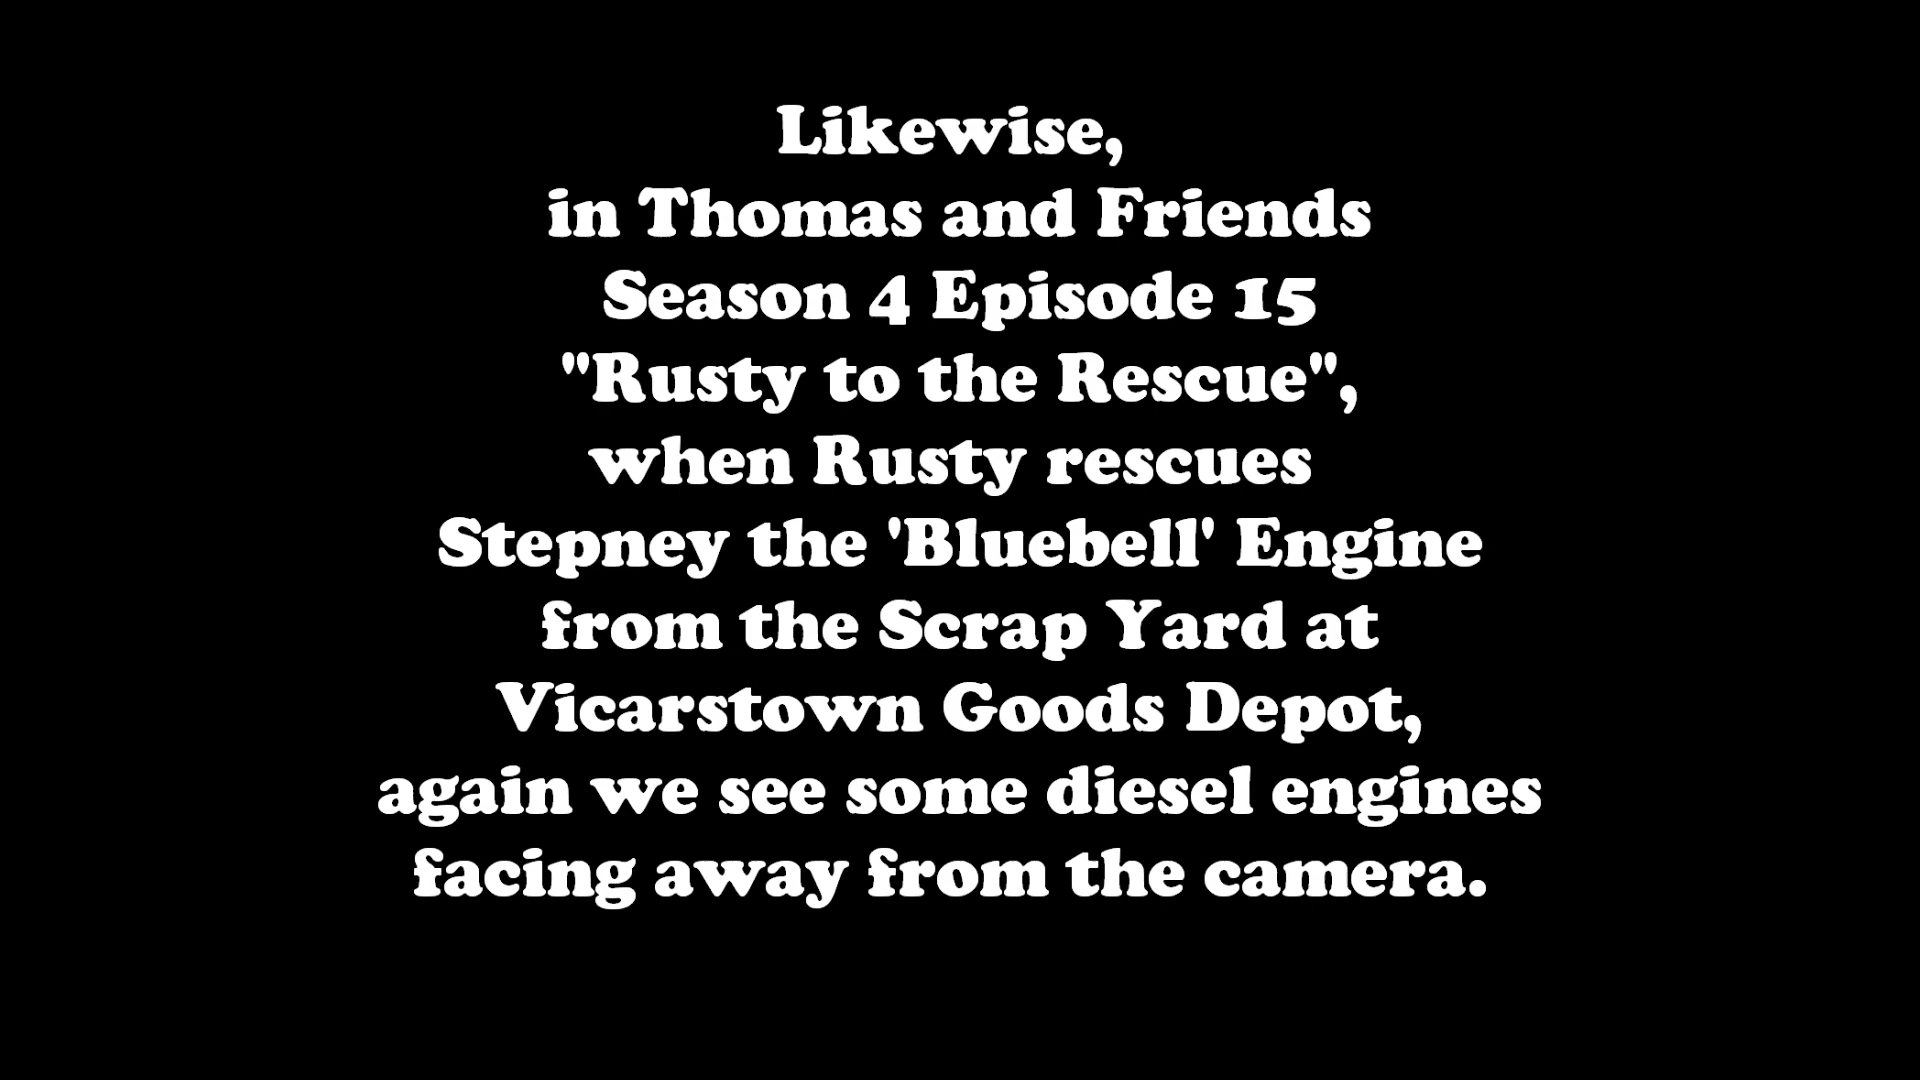 Likewise,
in Thomas and Friends
Season 4 Episode 15
"Rusty to the Rescue",
when Rusty rescues
Stepney the 'Bluebell' Engine
from the Scrap Yard at
Vicarstown Goods Depot,
again we see some diesel engines
facing away from the camera.